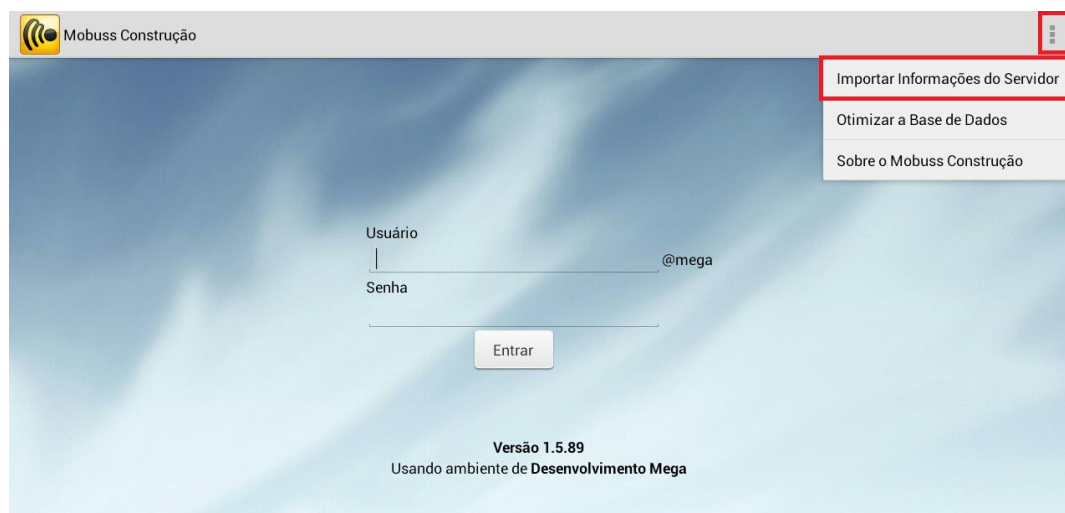 Mobuss Construção
Importar Informações do Servidor
Otimizar a Base de Dados
Sobre o Mobuss Construção
Usuário
@mega
Senha
Entrar
Versão 1.5.89
Usando ambiente de Desenvolvimento Mega